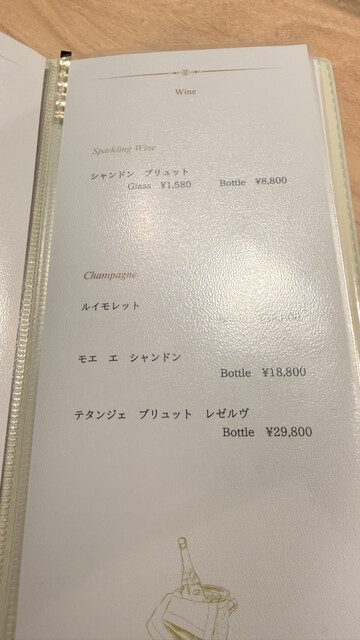 Wine
Sparkling Wine
シャンドン ブリュット
Glass ¥1,580 Bottle ¥8,800
Champagne
ルイモレット
モエ エ シャンドン
Bottle ¥18,800
テタンジェ ブリュット レゼルヴ
Bottle ¥29,800